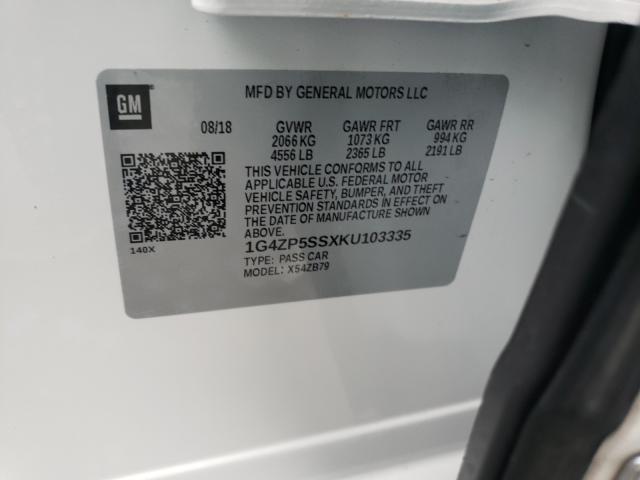 GM
MFD BY GENERAL MOTORS LLC
08/18 GVWR GAWR FRT GAWR RR
2066 KG 1073 KG 994 KG
4556 LB 2365 LB 2191 LB
THIS VEHICLE CONFORMS TO ALL
APPLICABLE U.S. FEDERAL MOTOR
VEHICLE SAFETY, BUMPER, AND THEFT
PREVENTION STANDARDS IN EFFECT ON
THE DATE OF MANUFACTURE SHOWN
ABOVE.
140X
1G4ZP5SSXKU103335
TYPE: PASS CAR
MODEL: X54ZB79